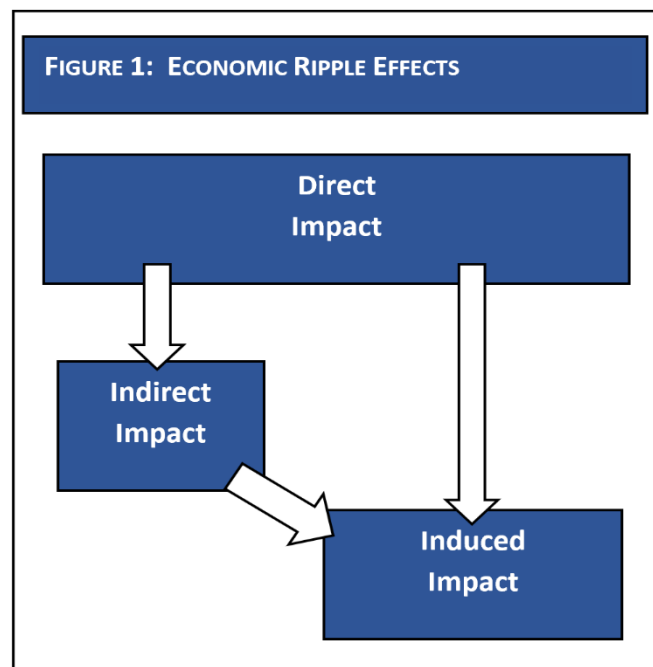 FIGURE 1: ECONOMIC RIPPLE EFFECTS
Direct
Impact
Indirect
Impact
Induced
Impact